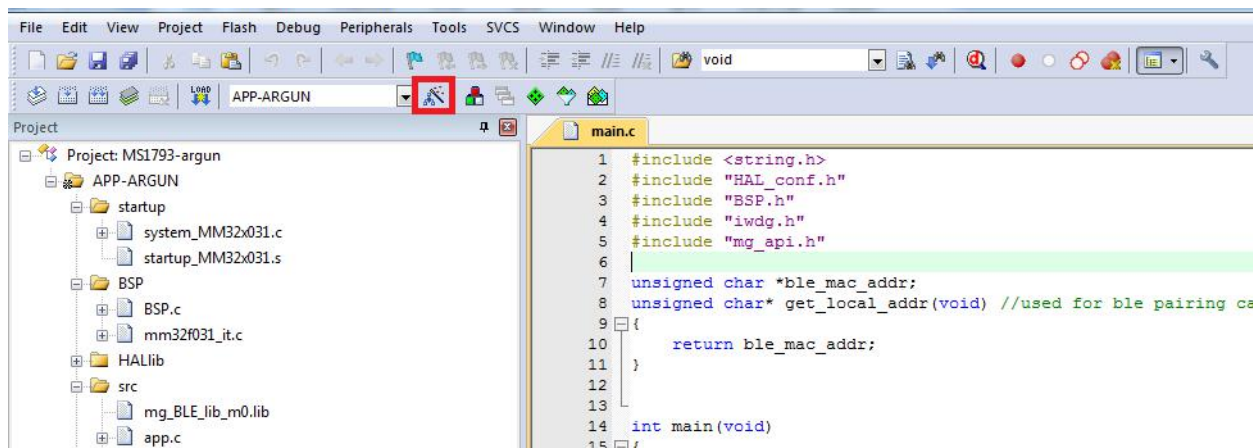 File Edit View Project Flash Debug Peripherals Tools SVCS Window Help
void
LOAD APP-ARGUN
Project
main.c
Project: MS1793-argun
APP-ARGUN
startup
system_MM32x031.c
startup_MM32x031.s
BSP
BSP.c
mm32f031_it.c
HALlib
src
mg_BLE_lib_m0.lib
app.c
1 #include <string.h>
2 #include "HAL_conf.h"
3 #include "BSP.h"
4 #include "iwdg.h"
5 #include "mg_api.h"
6
7 unsigned char *ble_mac_addr;
8 unsigned char* get_local_addr(void) //used for ble pairing ca
9 {
10 return ble_mac_addr;
11 }
12
13
14 int main(void)
15 {